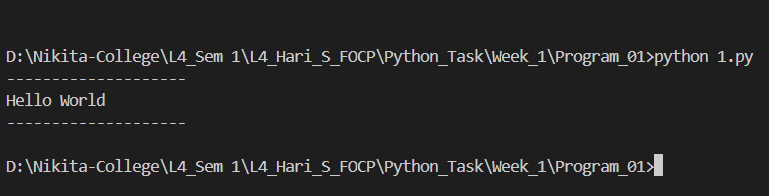 D:\Nikita-College\L4_Sem 1\L4_Hari_S_FOCP\Python_Task\Week_1\Program_01>python 1.py
--------------------
Hello World
--------------------
D:\Nikita-College\L4_Sem 1\L4_Hari_S_FOCP\Python_Task\Week_1\Program_01>